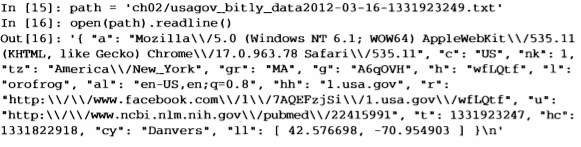 In [15]: path = 'ch02/usagov_bitly_data2012-03-16-1331923249.txt'
In [16]: open(path).readline()
Out[16]: '{ "a": "Mozilla\\/5.0 (Windows NT 6.1; WOW64) AppleWebKit\\/535.11
(KHTML, like Gecko) Chrome\\/17.0.963.78 Safari\\/535.11", "c": "US", "nk": 1,
"tz": "America\\/New_York", "gr": "MA", "g": "A6qOVH", "h": "wfLQtf", "l":
"orofrog", "al": "en-US,en;q=0.8", "hh": "1.usa.gov", "r":
"http:\\/\\/www.facebook.com\\/l\\/7AQEFzjSi\\/1.usa.gov\\/wfLQtf", "u":
"http:\\/\\/www.ncbi.nlm.nih.gov\\/pubmed\\/22415991", "t": 1331923247, "hc":
1331822918, "cy": "Danvers", "ll": [ 42.576698, -70.954903 ] }\n'